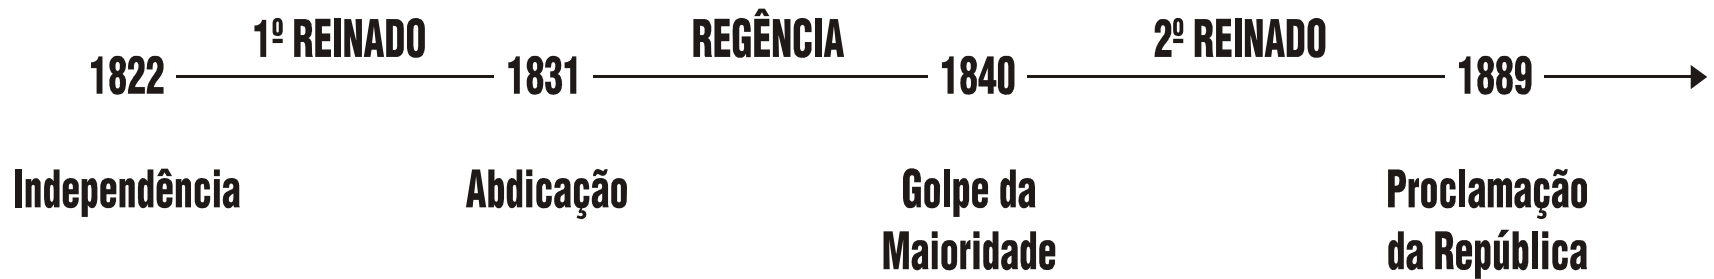 1º REINADO REGÊNCIA 2º REINADO
1822 1831 1840 1889
Independência Abdicação Golpe da Proclamação
Maioridade da República